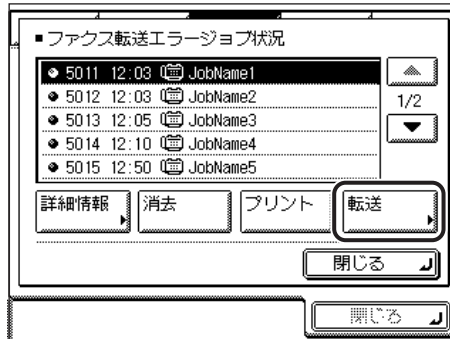 ■ファクス転送エラージョブ状況
5011 12:03 JobName1
5012 12:03 JobName2
5013 12:05 JobName3
5014 12:10 JobName4
5015 12:50 JobName5
1/2
詳細情報 消去 プリント 転送
閉じる
閉じる